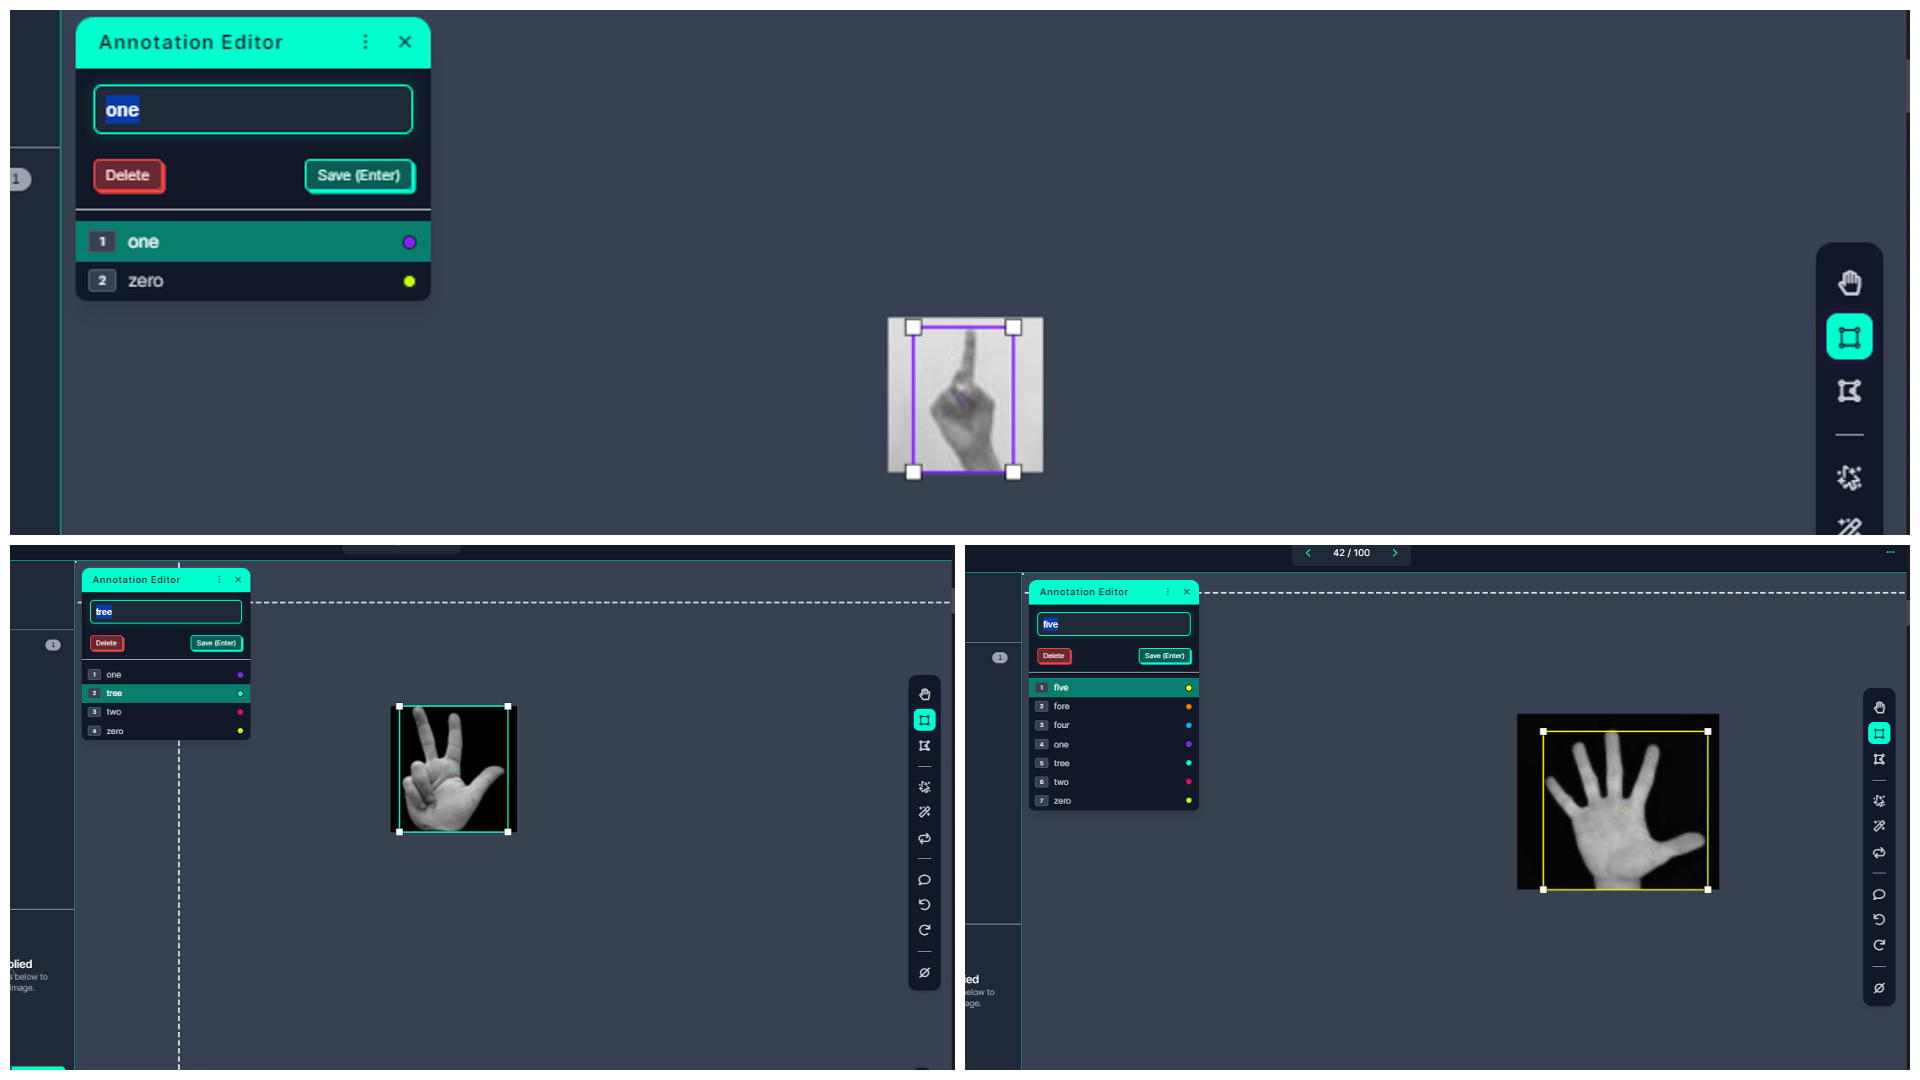 Annotation Editor
one
Delete
Save (Enter)
1
1 one
2 zero
Annotation Editor
tree
Delete
Save (Enter)
1
1 one
2 tree
3 two
4 zero
plied
s below to
image.
42 / 100
Annotation Editor
five
Delete
Save (Enter)
1
1 five
2 fore
3 four
4 one
5 tree
6 two
7 zero
ied
elow to
age.